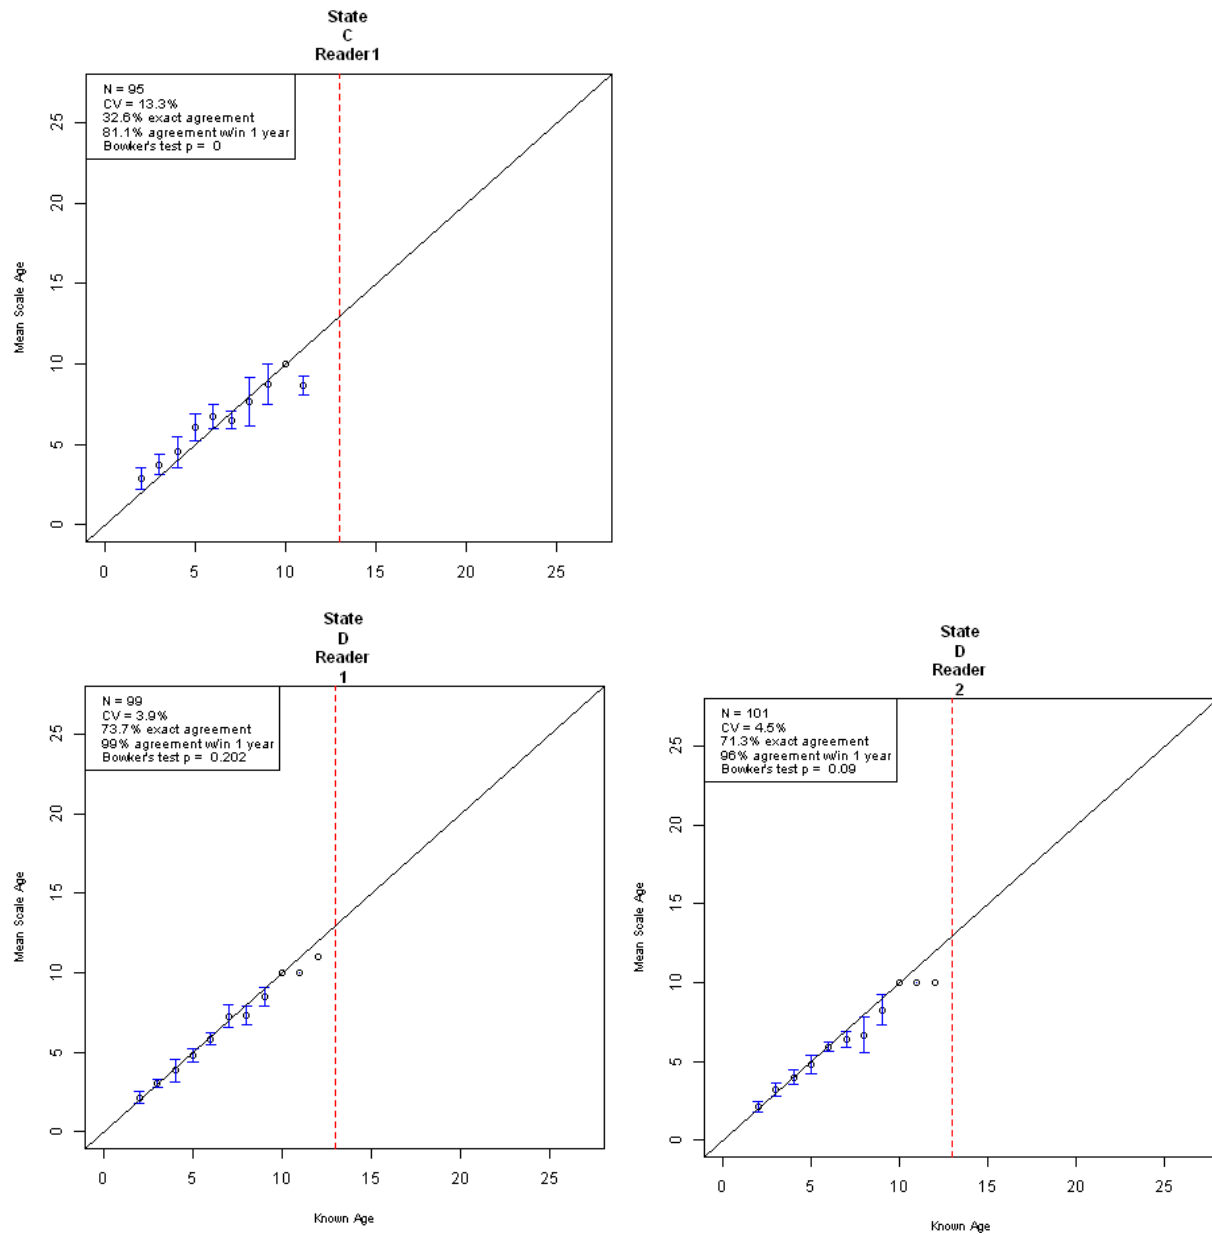 State
C
Reader1
N = 95
CV = 13.3%
32.6% exact agreement
81.1% agreement w/in 1 year
Bowker's test p = 0
Mean Scale Age
0 5 10 15 20 25
0 5 10 15 20 25
State
D
Reader
1
N = 99
CV = 3.9%
73.7% exact agreement
99% agreement w/in 1 year
Bowker's test p = 0.202
Mean Scale Age
0 5 10 15 20 25
0 5 10 15 20 25
Known Age
State
D
Reader
2
N = 101
CV = 4.5%
71.3% exact agreement
96% agreement w/in 1 year
Bowker's test p = 0.09
Mean Scale Age
0 5 10 15 20 25
0 5 10 15 20 25
Known Age